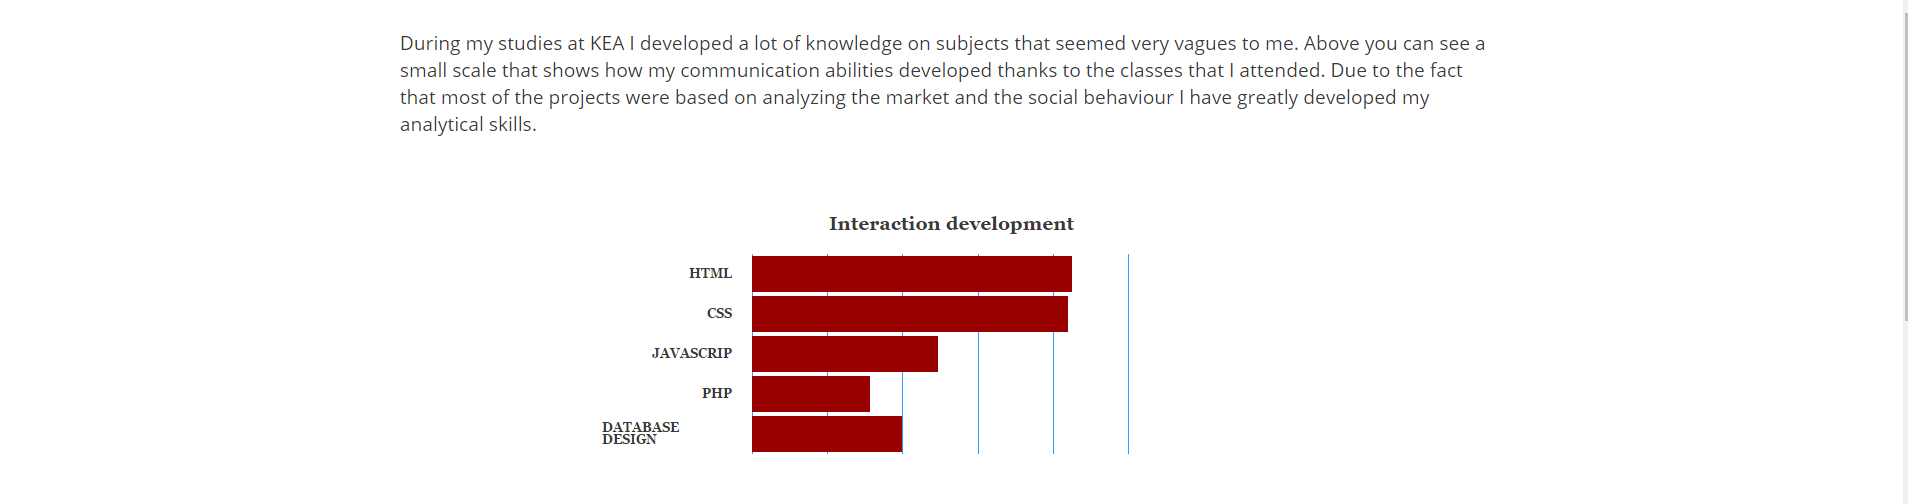 During my studies at KEA I developed a lot of knowledge on subjects that seemed very vagues to me. Above you can see a
small scale that shows how my communication abilities developed thanks to the classes that I attended. Due to the fact
that most of the projects were based on analyzing the market and the social behaviour I have greatly developed my
analytical skills.
Interaction development
HTML
CSS
JAVASCRIP
PHP
DATABASE
DESIGN